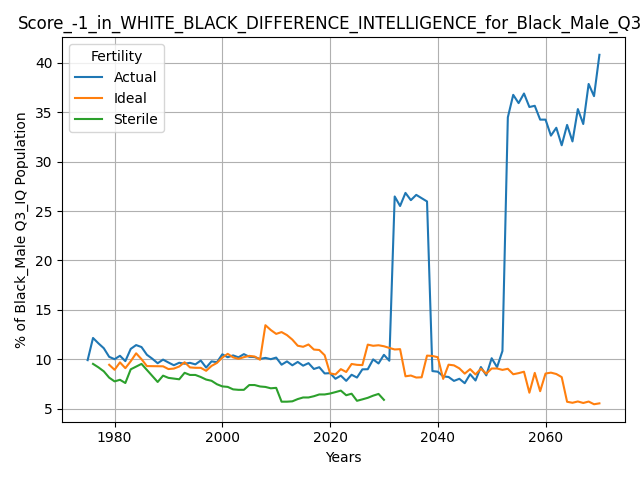 Score_-1_in_WHITE_BLACK_DIFFERENCE_INTELLIGENCE_for_Black_Male_Q3
Fertility
Actual
Ideal
Sterile
% of Black_Male Q3_IQ Population
40
35
30
25
20
15
10
5
1980
2000
2020
2040
2060
Years